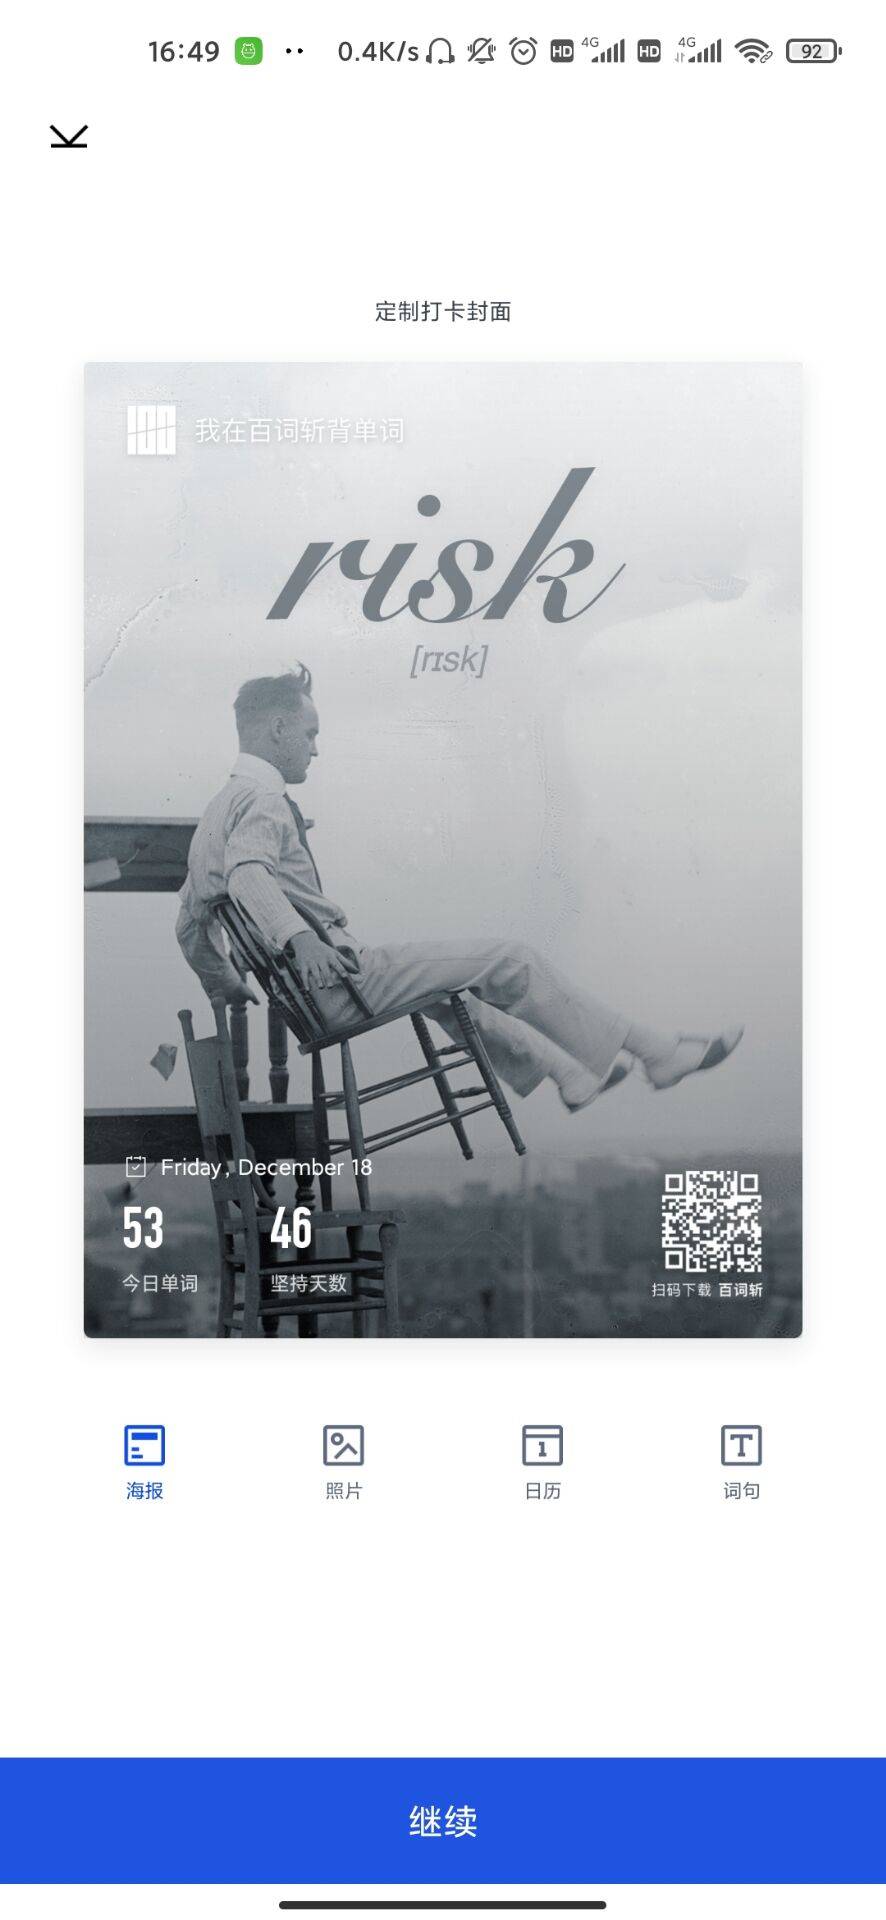 16:49
0.4K/s
HD
4G
HD
4G
92
定制打卡封面
我在百词斩背单词
risk
[rɪsk]
Friday, December 18
53
46
今日单词
坚持天数
扫码下载 百词斩
海报
照片
1
日历
T
词句
继续